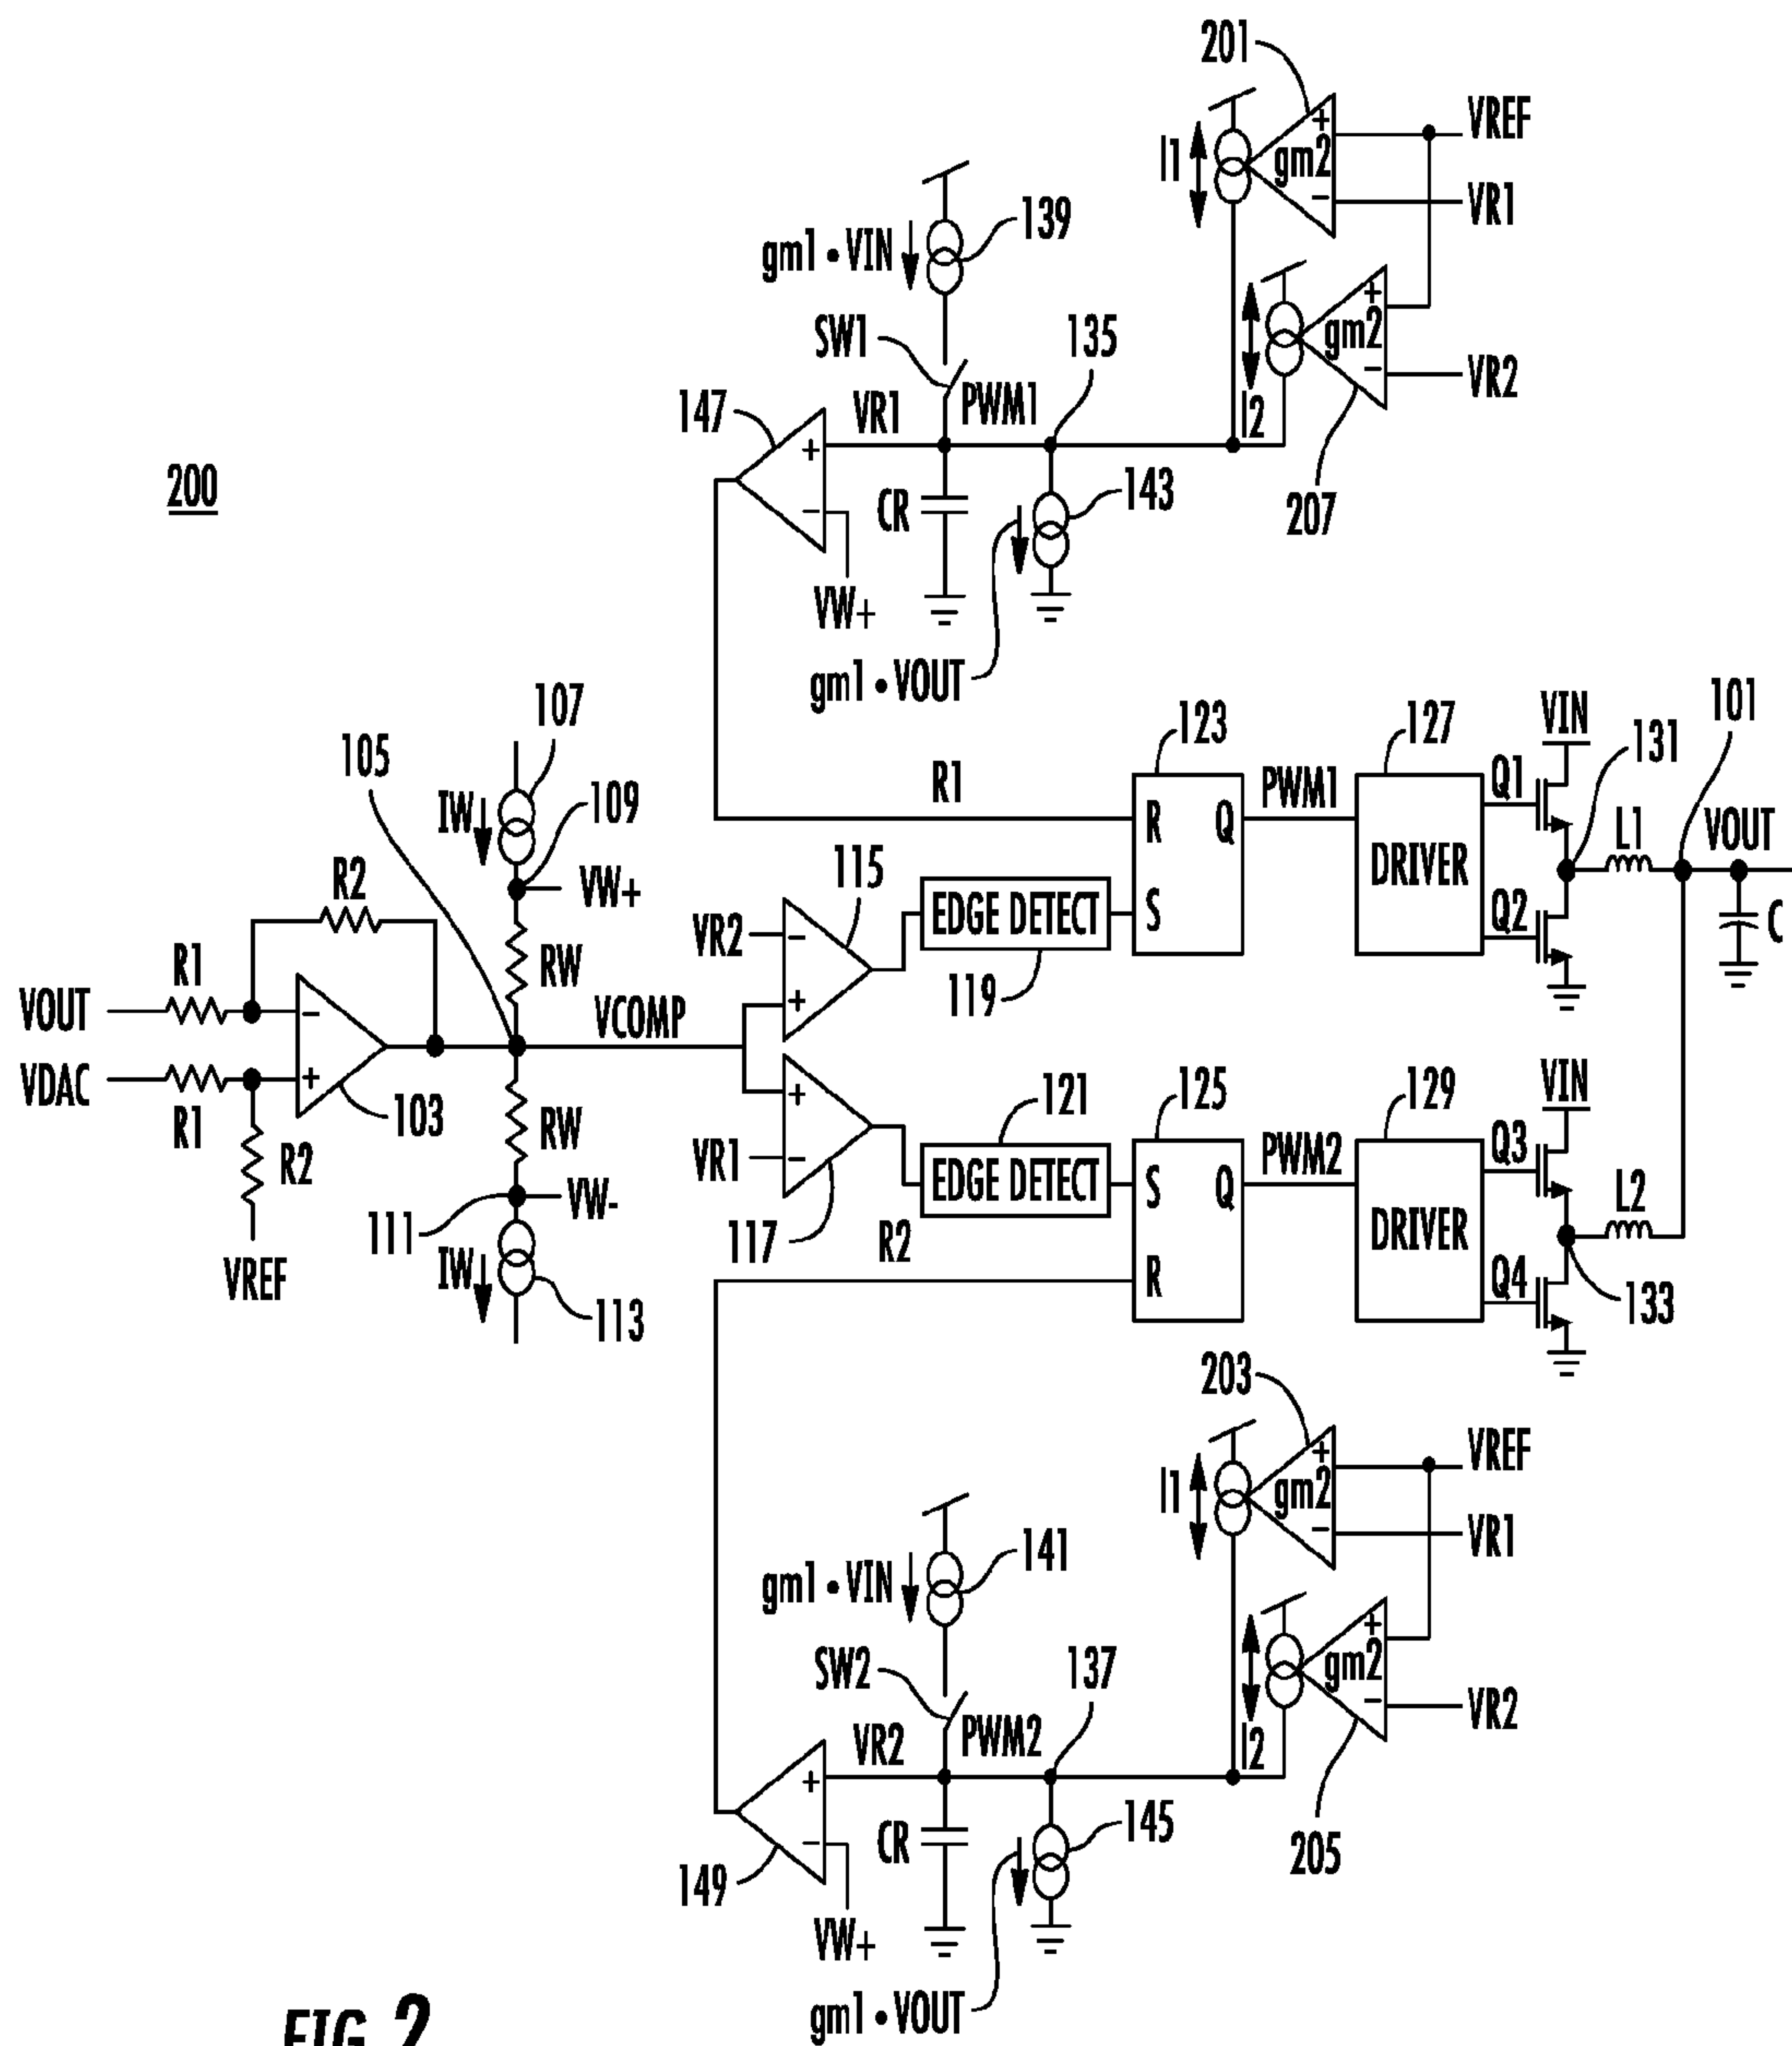 201
VREF
gm2
I1
VR1
139
gm1•VIN
gm2
SW1
135
VR2
147
VR1
PWM1
I2
+
-
200
CR
143
207
VW+
gm1•VOUT
107
105
IW
109
VW+
R2
RW
R1
VOUT
-
VDAC
+
R1
103
VCOMP
R2
RW
VREF
111
VW-
IW
113
R1
123
R
Q
S
PWM1
127
DRIVER
VIN
Q1
Q2
131
L1
101
VOUT
C
115
VR2
-
+
EDGE DETECT
119
+
VR1
-
117
121
EDGE DETECT
R2
125
S
Q
R
PWM2
129
DRIVER
VIN
Q3
Q4
L2
133
203
+
VREF
gm2
I1
-
VR1
141
gm1•VIN
+
gm2
SW2
137
-
VR2
VR2
PWM2
I2
+
-
149
CR
145
205
VW+
gm1•VOUT
FIG. 2